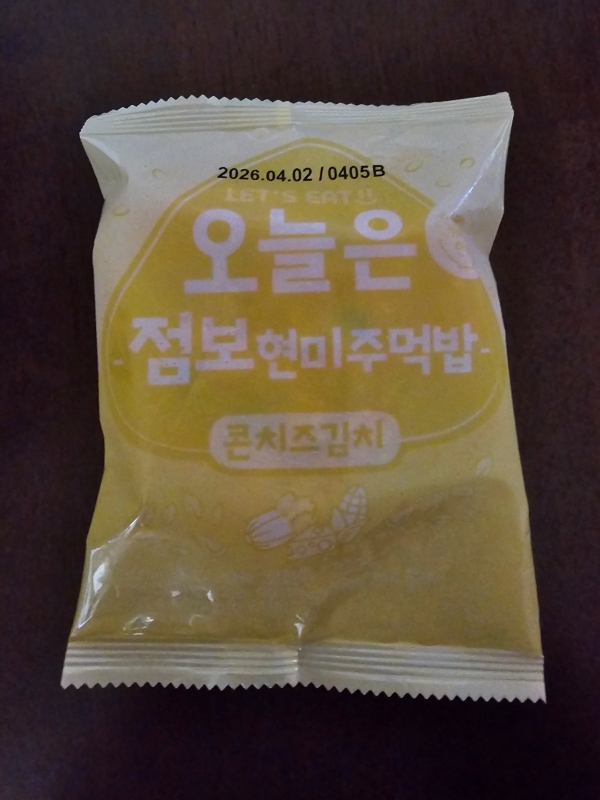 2026.04.02 / 0405B
LET'S EAT!
오늘은
-점보현미주먹밥-
콘치즈김치